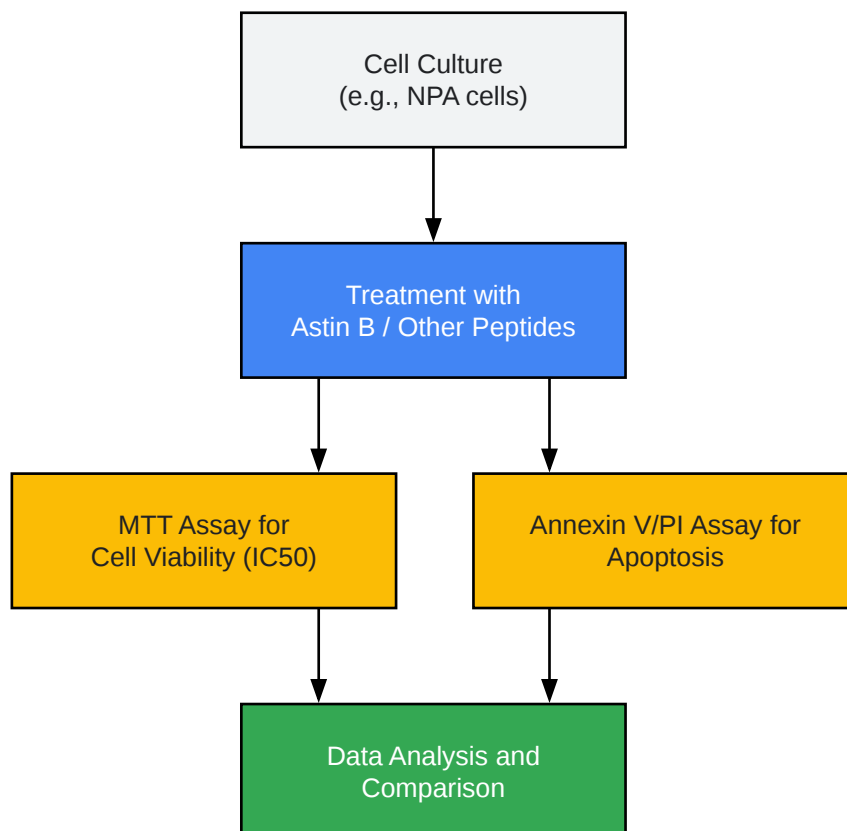 Cell Culture
(e.g., NPA cells)
Treatment with
Astin B / Other Peptides
MTT Assay for
Cell Viability (IC50)
Annexin V/PI Assay for
Apoptosis
Data Analysis and
Comparison